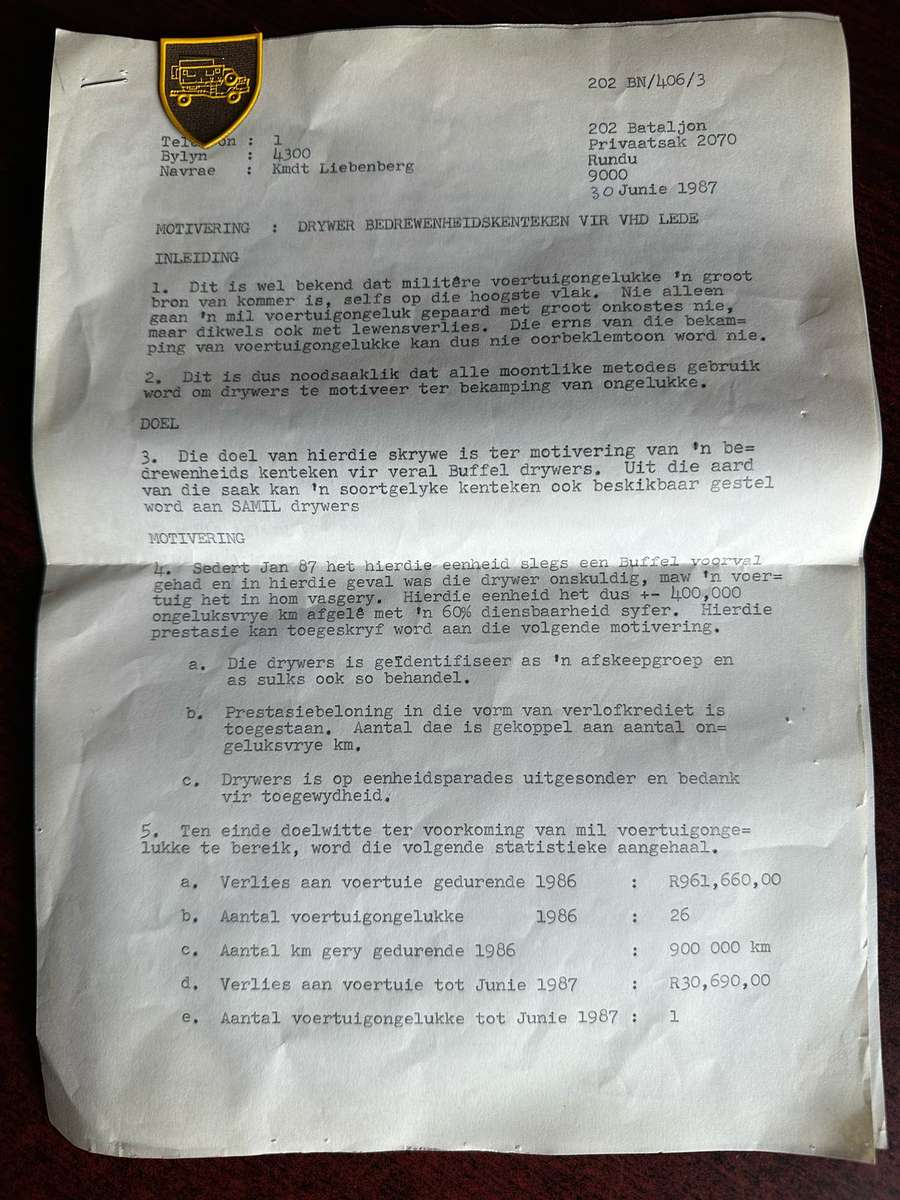 202 BN/406/3
202 Bataljon
Privaatsak 2070
Rundu
9000
30 Junie 1987
: 1
Bylyn : 4300
Navrae : Kmdt Liebenberg
MOTIVERING : DRYWER BEDREWENHEIDSKENTEKEN VIR VHD LEDE
INLEIDING
1. Dit is wel bekend dat militêre voertuigongelukke 'n groot
bron van kommer is, selfs op die hoogste vlak. Nie alleen
gaan 'n mil voertuigongeluk gepaard met groot onkostes nie,
maar dikwels ook met lewensverlies. Die erns van die bekam=
ping van voertuigongelukke kan dus nie oorbeklemtoon word nie.
2. Dit is dus noodsaaklik dat alle moontlike metodes gebruik
word om drywers te motiveer ter bekamping van ongelukke.
DOEL
3. Die doel van hierdie skrywe is ter motivering van 'n be=
drewenheids kenteken vir veral Buffel drywers. Uit die aard
van die saak kan 'n soortgelyke kenteken ook beskikbaar gestel
word aan SAMIL drywers
MOTIVERING
4. Sedert Jan 87 het hierdie eenheid slegs een Buffel voorval
gehad en in hierdie geval was die drywer onskuldig, maw 'n voer=
tuig het in hom vasgery. Hierdie eenheid het dus +- 400,000
ongeluksvrye km afgelê met 'n 60% diensbaarheid syfer. Hierdie
prestasie kan toegeskryf word aan die volgende motivering.
a. Die drywers is geïdentifiseer as 'n afskeepgroep en
as sulks ook so behandel.
b. Prestasiebeloning in die vorm van verlofkrediet is
toegestaan. Aantal dae is gekoppel aan aantal on=
geluksvrye km.
c. Drywers is op eenheidsparades uitgesonder en bedank
vir toegewydheid.
5. Ten einde doelwitte ter voorkoming van mil voertuigonge=
lukke te bereik, word die volgende statistieke aangehaal.
a. Verlies aan voertuie gedurende 1986 : R961,660,00
b. Aantal voertuigongelukke 1986 : 26
c. Aantal km gery gedurende 1986 : 900 000 km
d. Verlies aan voertuie tot Junie 1987 : R30,690,00
e. Aantal voertuigongelukke tot Junie 1987 : 1